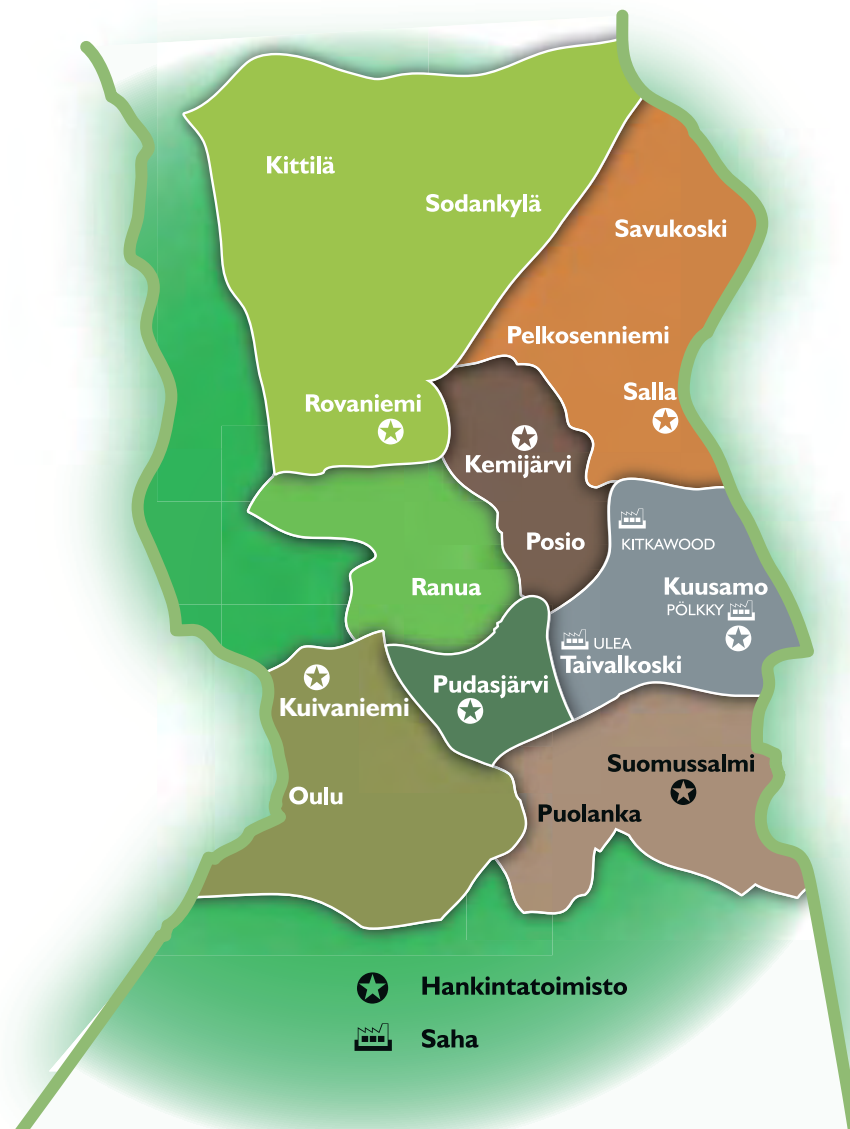 Kittilä
Sodankylä
Savukoski
Pelkosenniemi
Salla
Rovaniemi
Kemijärvi
Posio
KITKAWOOD
Ranua
Kuusamo
PÖLKKY
ULEA
Taivalkoski
Pudasjärvi
Kuivaniemi
Oulu
Suomussalmi
Puolanka
Hankintatoimisto
Saha